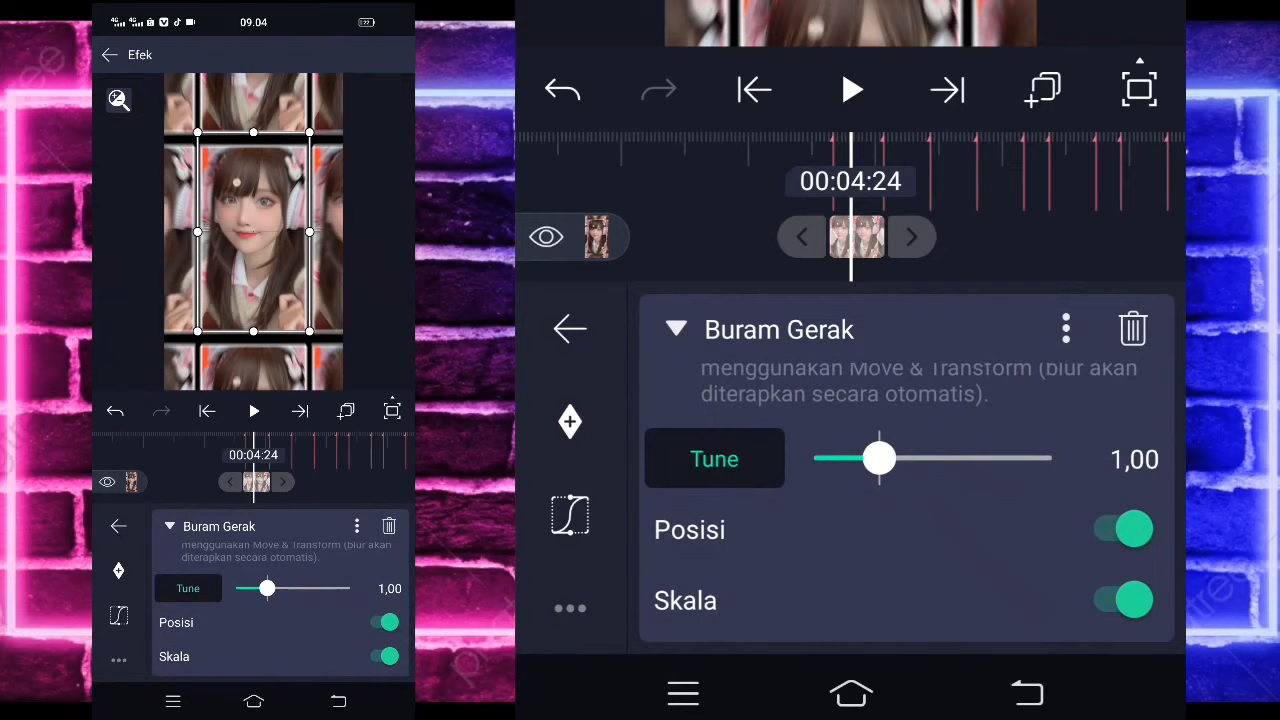 09.04
Efek
00:04:24
Buram Gerak
menggunakan Move & Transform (blur akan
diterapkan secara otomatis).
Tune
1,00
Posisi
Skala
00:04:24
Buram Gerak
menggunakan Move & Transform (blur akan
diterapkan secara otomatis).
Tune
1,00
Posisi
Skala